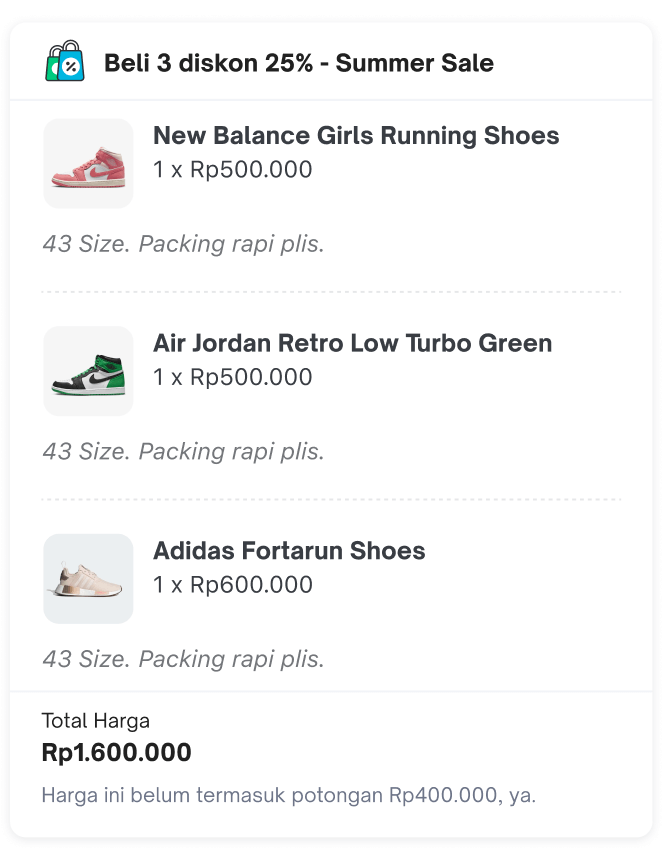 Beli 3 diskon 25% - Summer Sale
New Balance Girls Running Shoes
1 x Rp500.000
43 Size. Packing rapi plis.
Air Jordan Retro Low Turbo Green
1 x Rp500.000
43 Size. Packing rapi plis.
Adidas Fortarun Shoes
1 x Rp600.000
43 Size. Packing rapi plis.
Total Harga
Rp1.600.000
Harga ini belum termasuk potongan Rp400.000, ya.